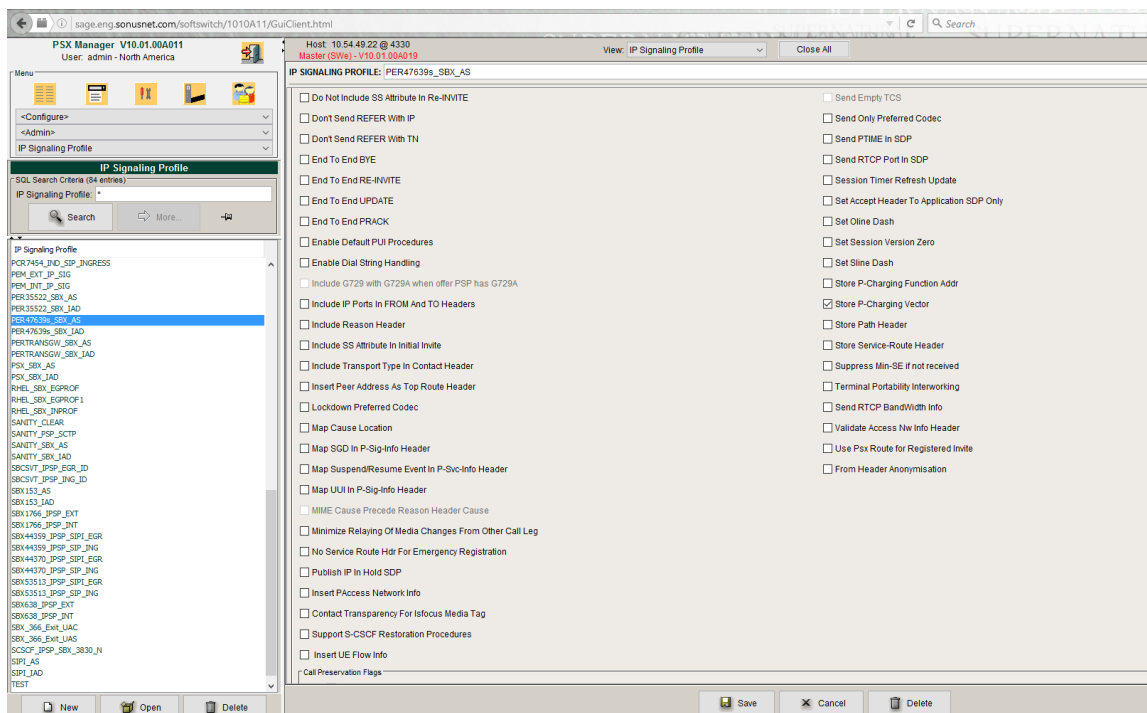 sage.eng.sonusnet.com/softswitch/1010A11/GuiClient.html
Search
PSX Manager V10.01.00A011
User: admin - North America
Menu
<Configure>
<Admin>
IP Signaling Profile
IP Signaling Profile
SQL Search Criteria (84 entries)
IP Signaling Profile: *
Search
More...
IP Signaling Profile
PCR7454_IND_SIP_INGRESS
PEM_EXT_IP_SIG
PEM_INT_IP_SIG
PER35522_SBX_AS
PER35522_SBX_IAD
PER47639s_SBX_AS
PER47639s_SBX_IAD
PERTRANSGW_SBX_AS
PERTRANSGW_SBX_IAD
PSX_SBX_AS
PSX_SBX_IAD
RHEL_SBX_EGPROF
RHEL_SBX_EGPROF1
RHEL_SBX_INPROF
SANITY_CLEAR
SANITY_PSP_SCTP
SANITY_SBX_AS
SANITY_SBX_IAD
SBCSVT_IPSP_EGR_ID
SBCSVT_IPSP_ING_ID
SBX153_AS
SBX153_IAD
SBX1766_IPSP_EXT
SBX1766_IPSP_INT
SBX44359_IPSP_SIPI_EGR
SBX44359_IPSP_SIP_ING
SBX44370_IPSP_SIPI_EGR
SBX44370_IPSP_SIP_ING
SBX53513_IPSP_SIPI_EGR
SBX53513_IPSP_SIP_ING
SBX638_IPSP_EXT
SBX638_IPSP_INT
SBX_366_Exit_UAC
SBX_366_Exit_UAS
SCSCF_IPSP_SBX_3830_N
SIPI_AS
SIPI_IAD
TEST
New Open Delete
Host: 10.54.49.22 @ 4330
Master (SWe) - V10.01.00A019
View: IP Signaling Profile
Close All
IP SIGNALING PROFILE: PER47639s_SBX_AS
Do Not Include SS Attribute In Re-INVITE
Don't Send REFER With IP
Don't Send REFER With TN
End To End BYE
End To End RE-INVITE
End To End UPDATE
End To End PRACK
Enable Default PUI Procedures
Enable Dial String Handling
Include G729 with G729A when offer PSP has G729A
Include IP Ports In FROM And TO Headers
Include Reason Header
Include SS Attribute In Initial Invite
Include Transport Type In Contact Header
Insert Peer Address As Top Route Header
Lockdown Preferred Codec
Map Cause Location
Map SGD In P-Sig-Info Header
Map Suspend/Resume Event In P-Svc-Info Header
Map UUI In P-Sig-Info Header
MIME Cause Precede Reason Header Cause
Minimize Relaying Of Media Changes From Other Call Leg
No Service Route Hdr For Emergency Registration
Publish IP In Hold SDP
Insert PAccess Network Info
Contact Transparency For Isfocus Media Tag
Support S-CSCF Restoration Procedures
Insert UE Flow Info
Send Empty TCS
Send Only Preferred Codec
Send PTIME In SDP
Send RTCP Port In SDP
Session Timer Refresh Update
Set Accept Header To Application SDP Only
Set Oline Dash
Set Session Version Zero
Set Sline Dash
Store P-Charging Function Addr
Store P-Charging Vector
Store Path Header
Store Service-Route Header
Suppress Min-SE if not received
Terminal Portability Interworking
Send RTCP BandWidth Info
Validate Access Nw Info Header
Use Psx Route for Registered Invite
From Header Anonymisation
Call Preservation Flags
Save Cancel Delete